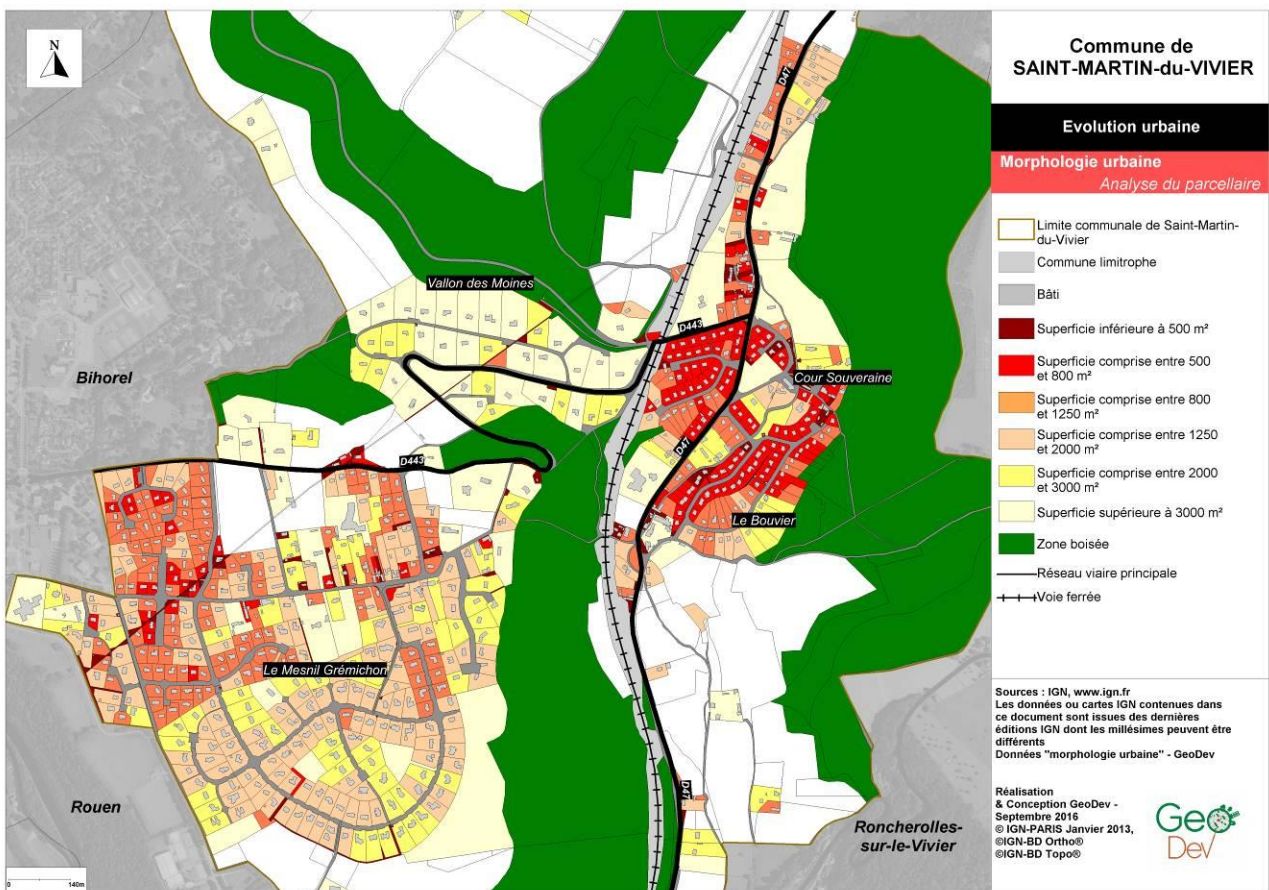 N
Commune de
SAINT-MARTIN-du-VIVIER
Evolution urbaine
Morphologie urbaine
Analyse du parcellaire
Limite communale de Saint-Martin-
du-Vivier
Commune limitrophe
Bâti
Superficie inférieure à 500 m²
Superficie comprise entre 500
et 800 m²
Superficie comprise entre 800
et 1250 m²
Superficie comprise entre 1250
et 2000 m²
Superficie comprise entre 2000
et 3000 m²
Superficie supérieure à 3000 m²
Zone boisée
Réseau viaire principale
Voie ferrée
D47
Vallon des Moines
D443
Bihorel
Cour Souveraine
D47
D443
Le Bouvier
Le Mesnil Grémichon
Rouen
D47
Roncherolles-
sur-le-Vivier
0 140m
Sources : IGN, www.ign.fr
Les données ou cartes IGN contenues dans
ce document sont issues des dernières
éditions IGN dont les millésimes peuvent être
différents
Données "morphologie urbaine" - GeoDev
Réalisation
& Conception GeoDev -
Septembre 2016
© IGN-PARIS Janvier 2013,
©IGN-BD Ortho®
©IGN-BD Topo®
Geo
Dev